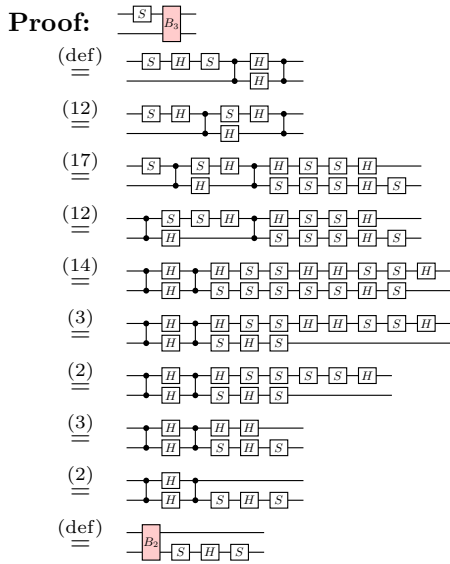 Proof: S B₃
(def) = S H S H
H
(12) = S H S H
H
(17) = S S H H S S H
H S S S H S
(12) = S S H H S S H
H S S S H S
(14) = H H S S H H S S H
H S S S S S H S
(3) = H H S S H H S S H
H S H S
(2) = H H S S S S H
H S H S
(3) = H H H
H S H S
(2) = H
H S H S
(def) = B₂
S H S